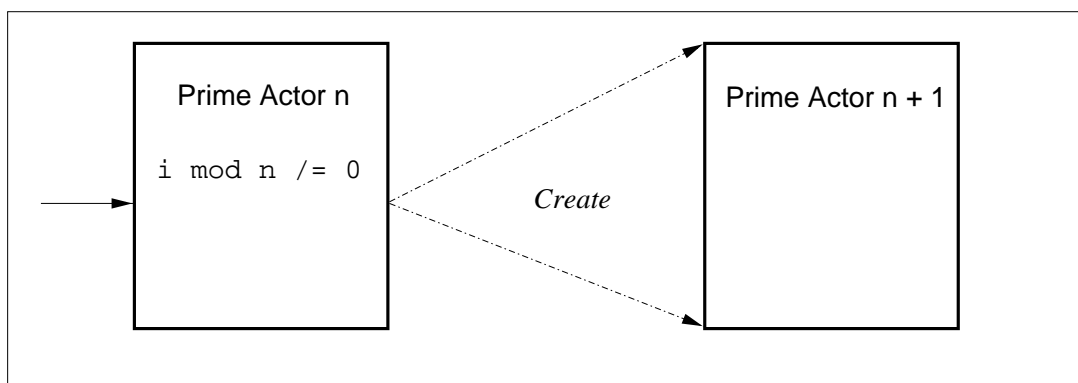 Prime Actor n
i mod n /= 0
Create
Prime Actor n + 1